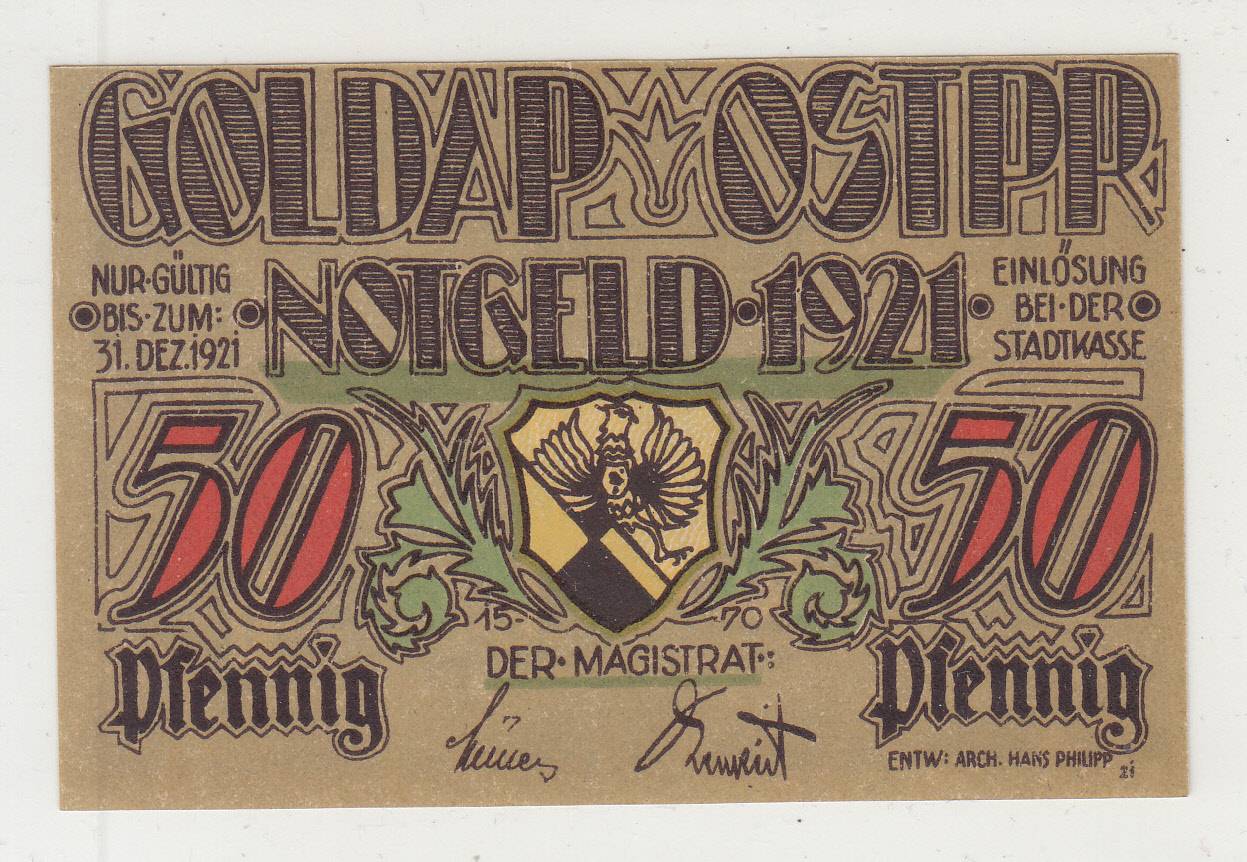 GOLDAP OSTPR
NUR·GÜLTIG
BIS·ZUM:
31. DEZ.1921
NOTGELD·1921
EINLÖSUNG
BEI·DER
STADTKASSE
50
50
15-
-70
Pfennig
DER·MAGISTRAT·:
Pfennig
ENTW: ARCH. HANS PHILIPP